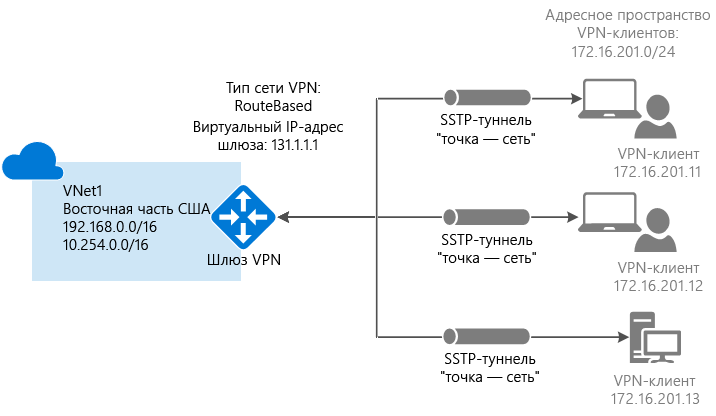 Адресное пространство
VPN-клиентов:
172.16.201.0/24
Тип сети VPN:
RouteBased
Виртуальный IP-адрес
шлюза: 131.1.1.1
SSTP-туннель
"точка — сеть"
VPN-клиент
172.16.201.11
VNet1
Восточная часть США
192.168.0.0/16
10.254.0.0/16
Шлюз VPN
SSTP-туннель
"точка — сеть"
VPN-клиент
172.16.201.12
SSTP-туннель
"точка — сеть"
VPN-клиент
172.16.201.13